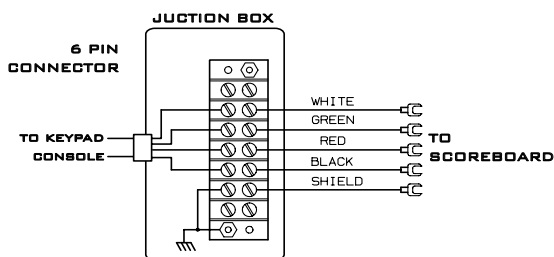 JUCTION BOX
6 PIN
CONNECTOR
WHITE
GREEN
RED
BLACK
SHIELD
TO KEYPAD
CONSOLE
TO
SCOREBOARD